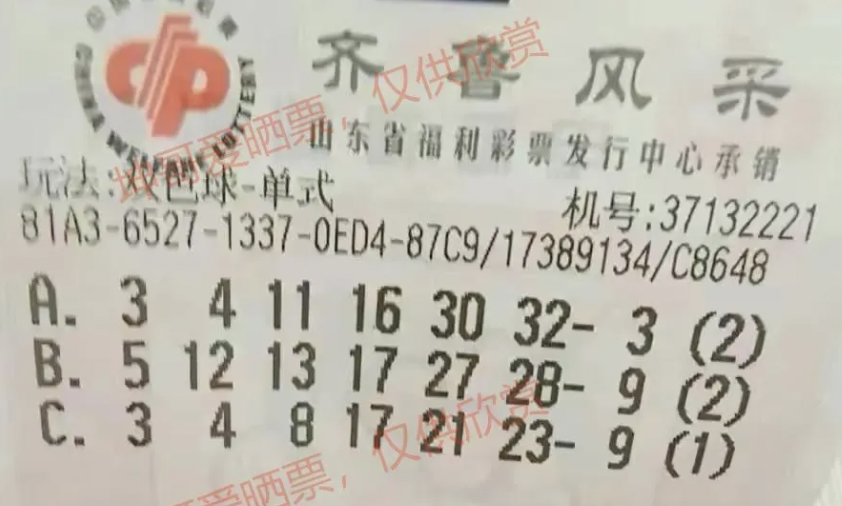 CHINA WELFARE LOTTERY
齐鲁风采
山东省福利彩票发行中心承销
玩法:双色球-单式
机号:37132221
81A3-6527-1337-0ED4-87C9/17389134/C8648
A. 3 4 11 16 30 32- 3 (2)
B. 5 12 13 17 27 28- 9 (2)
C. 3 4 8 17 21 23- 9 (1)
爱晒票,仅供欣赏
爱晒票,仅供欣赏